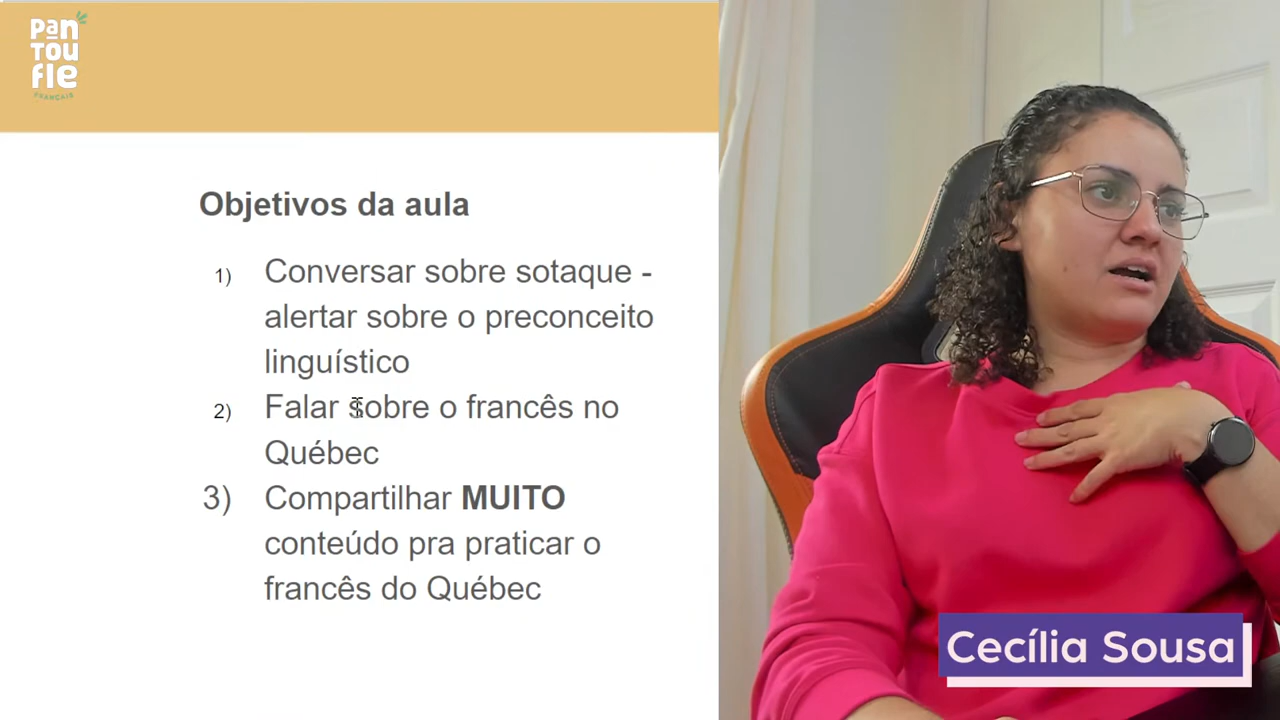 Pan
Tou
fle
FRANÇAIS
Objetivos da aula
1) Conversar sobre sotaque -
alertar sobre o preconceito
linguístico
2) Falar sobre o francês no
Québec
3) Compartilhar MUITO
conteúdo pra praticar o
francês do Québec
Cecília Sousa